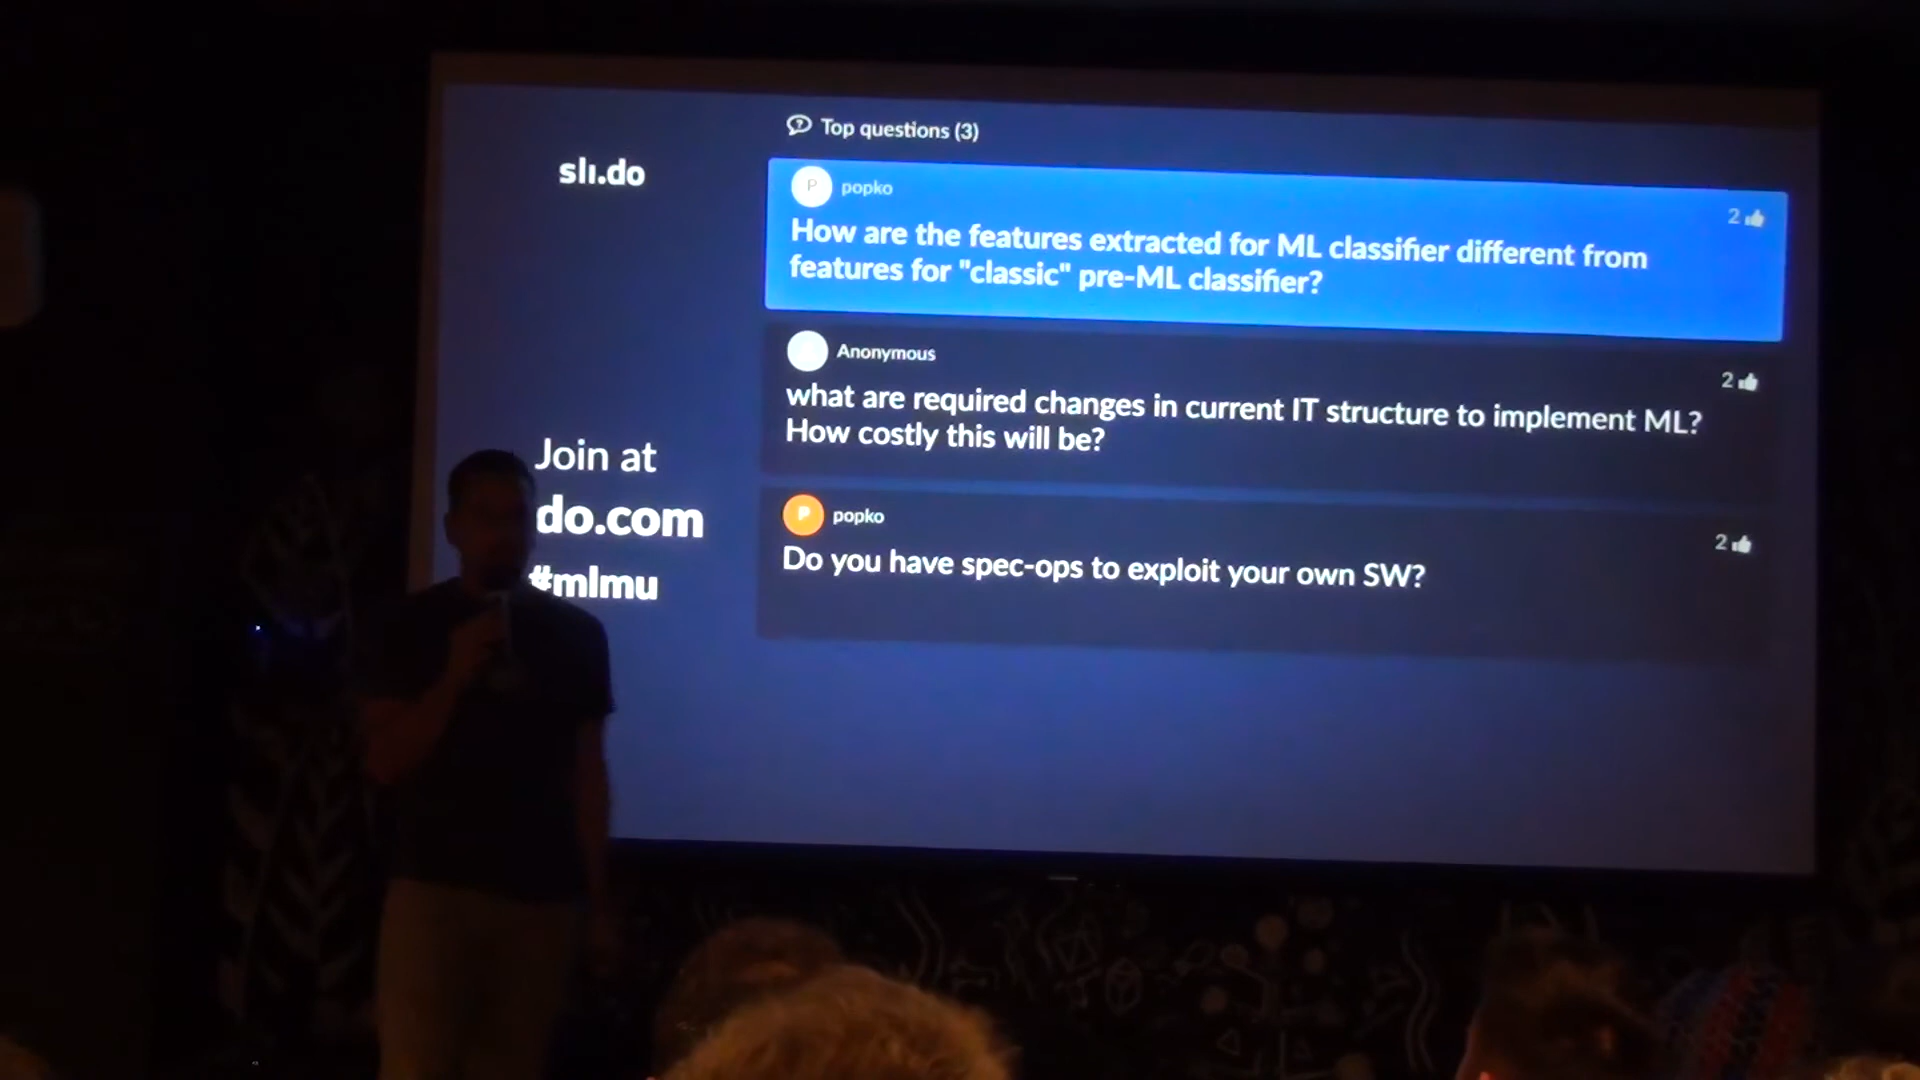 Top questions (3)
slı.do
P popko
2
How are the features extracted for ML classifier different from
features for "classic" pre-ML classifier?
Anonymous
2
what are required changes in current IT structure to implement ML?
How costly this will be?
P popko
2
Do you have spec-ops to exploit your own SW?
Join at
do.com
#mlmu